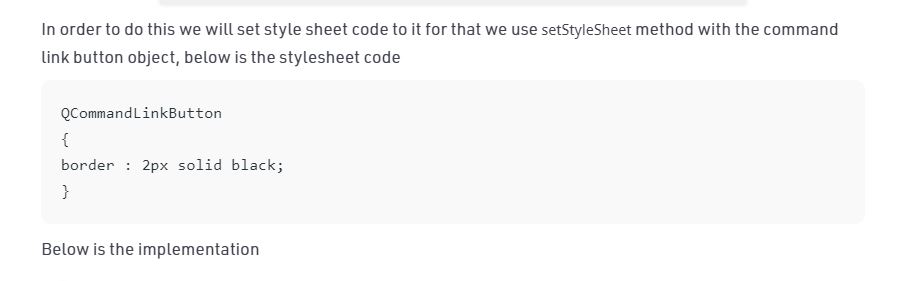 In order to do this we will set style sheet code to it for that we use setStyleSheet method with the command
link button object, below is the stylesheet code
QCommandLinkButton
{
border : 2px solid black;
}
Below is the implementation